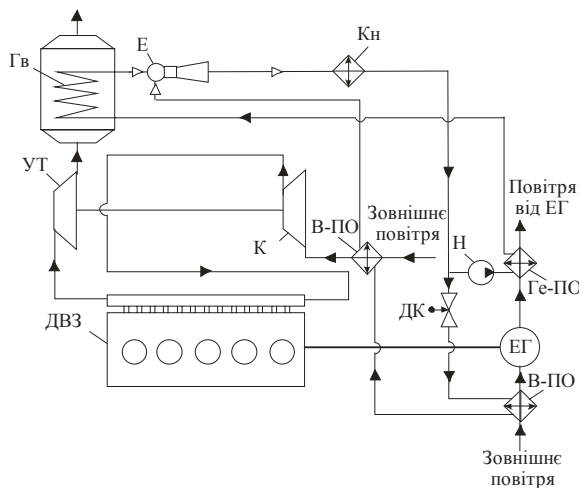 Е
Кн
Гв
УТ
Повітря
від ЕГ
Зовнішнє
повітря
В-ПО
Н
К
Ге-ПО
ДК
ДВЗ
ЕГ
В-ПО
Зовнішнє
повітря